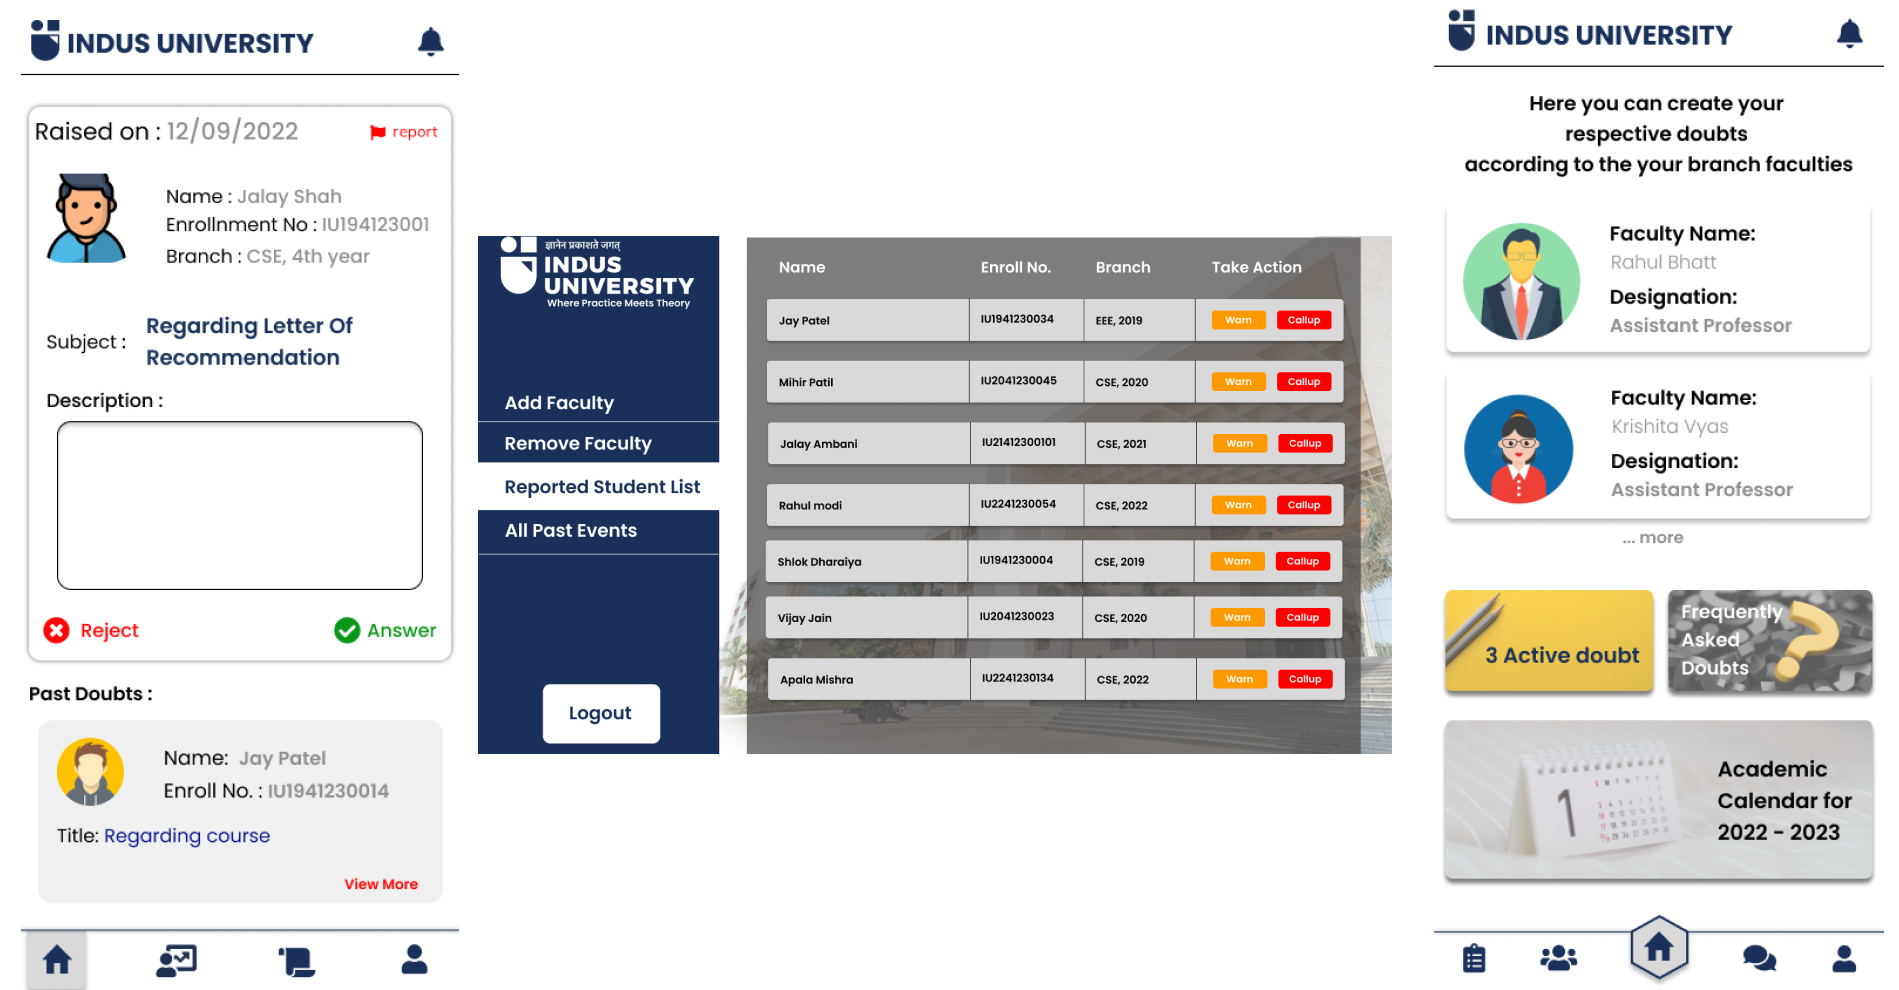 INDUS UNIVERSITY
Raised on : 12/09/2022
report
Name : Jalay Shah
Enrollnment No : IU194123001
Branch : CSE, 4th year
Subject : Regarding Letter Of
Recommendation
Description :
Reject
Answer
Past Doubts :
Name: Jay Patel
Enroll No. : IU1941230014
Title: Regarding course
View More
ज्ञानेन प्रकाशते जगत्
INDUS
UNIVERSITY
Where Practice Meets Theory
Add Faculty
Remove Faculty
Reported Student List
All Past Events
Logout
Name Enroll No. Branch Take Action
Jay Patel IU1941230034 EEE, 2019 Warn Callup
Mihir Patil IU2041230045 CSE, 2020 Warn Callup
Jalay Ambani IU21412300101 CSE, 2021 Warn Callup
Rahul modi IU2241230054 CSE, 2022 Warn Callup
Shlok Dharaiya IU1941230004 CSE, 2019 Warn Callup
Vijay Jain IU2041230023 CSE, 2020 Warn Callup
Apala Mishra IU2241230134 CSE, 2022 Warn Callup
INDUS UNIVERSITY
Here you can create your
respective doubts
according to the your branch faculties
Faculty Name:
Rahul Bhatt
Designation:
Assistant Professor
Faculty Name:
Krishita Vyas
Designation:
Assistant Professor
... more
3 Active doubt
Frequently
Asked
Doubts
?
1
Academic
Calendar for
2022 - 2023